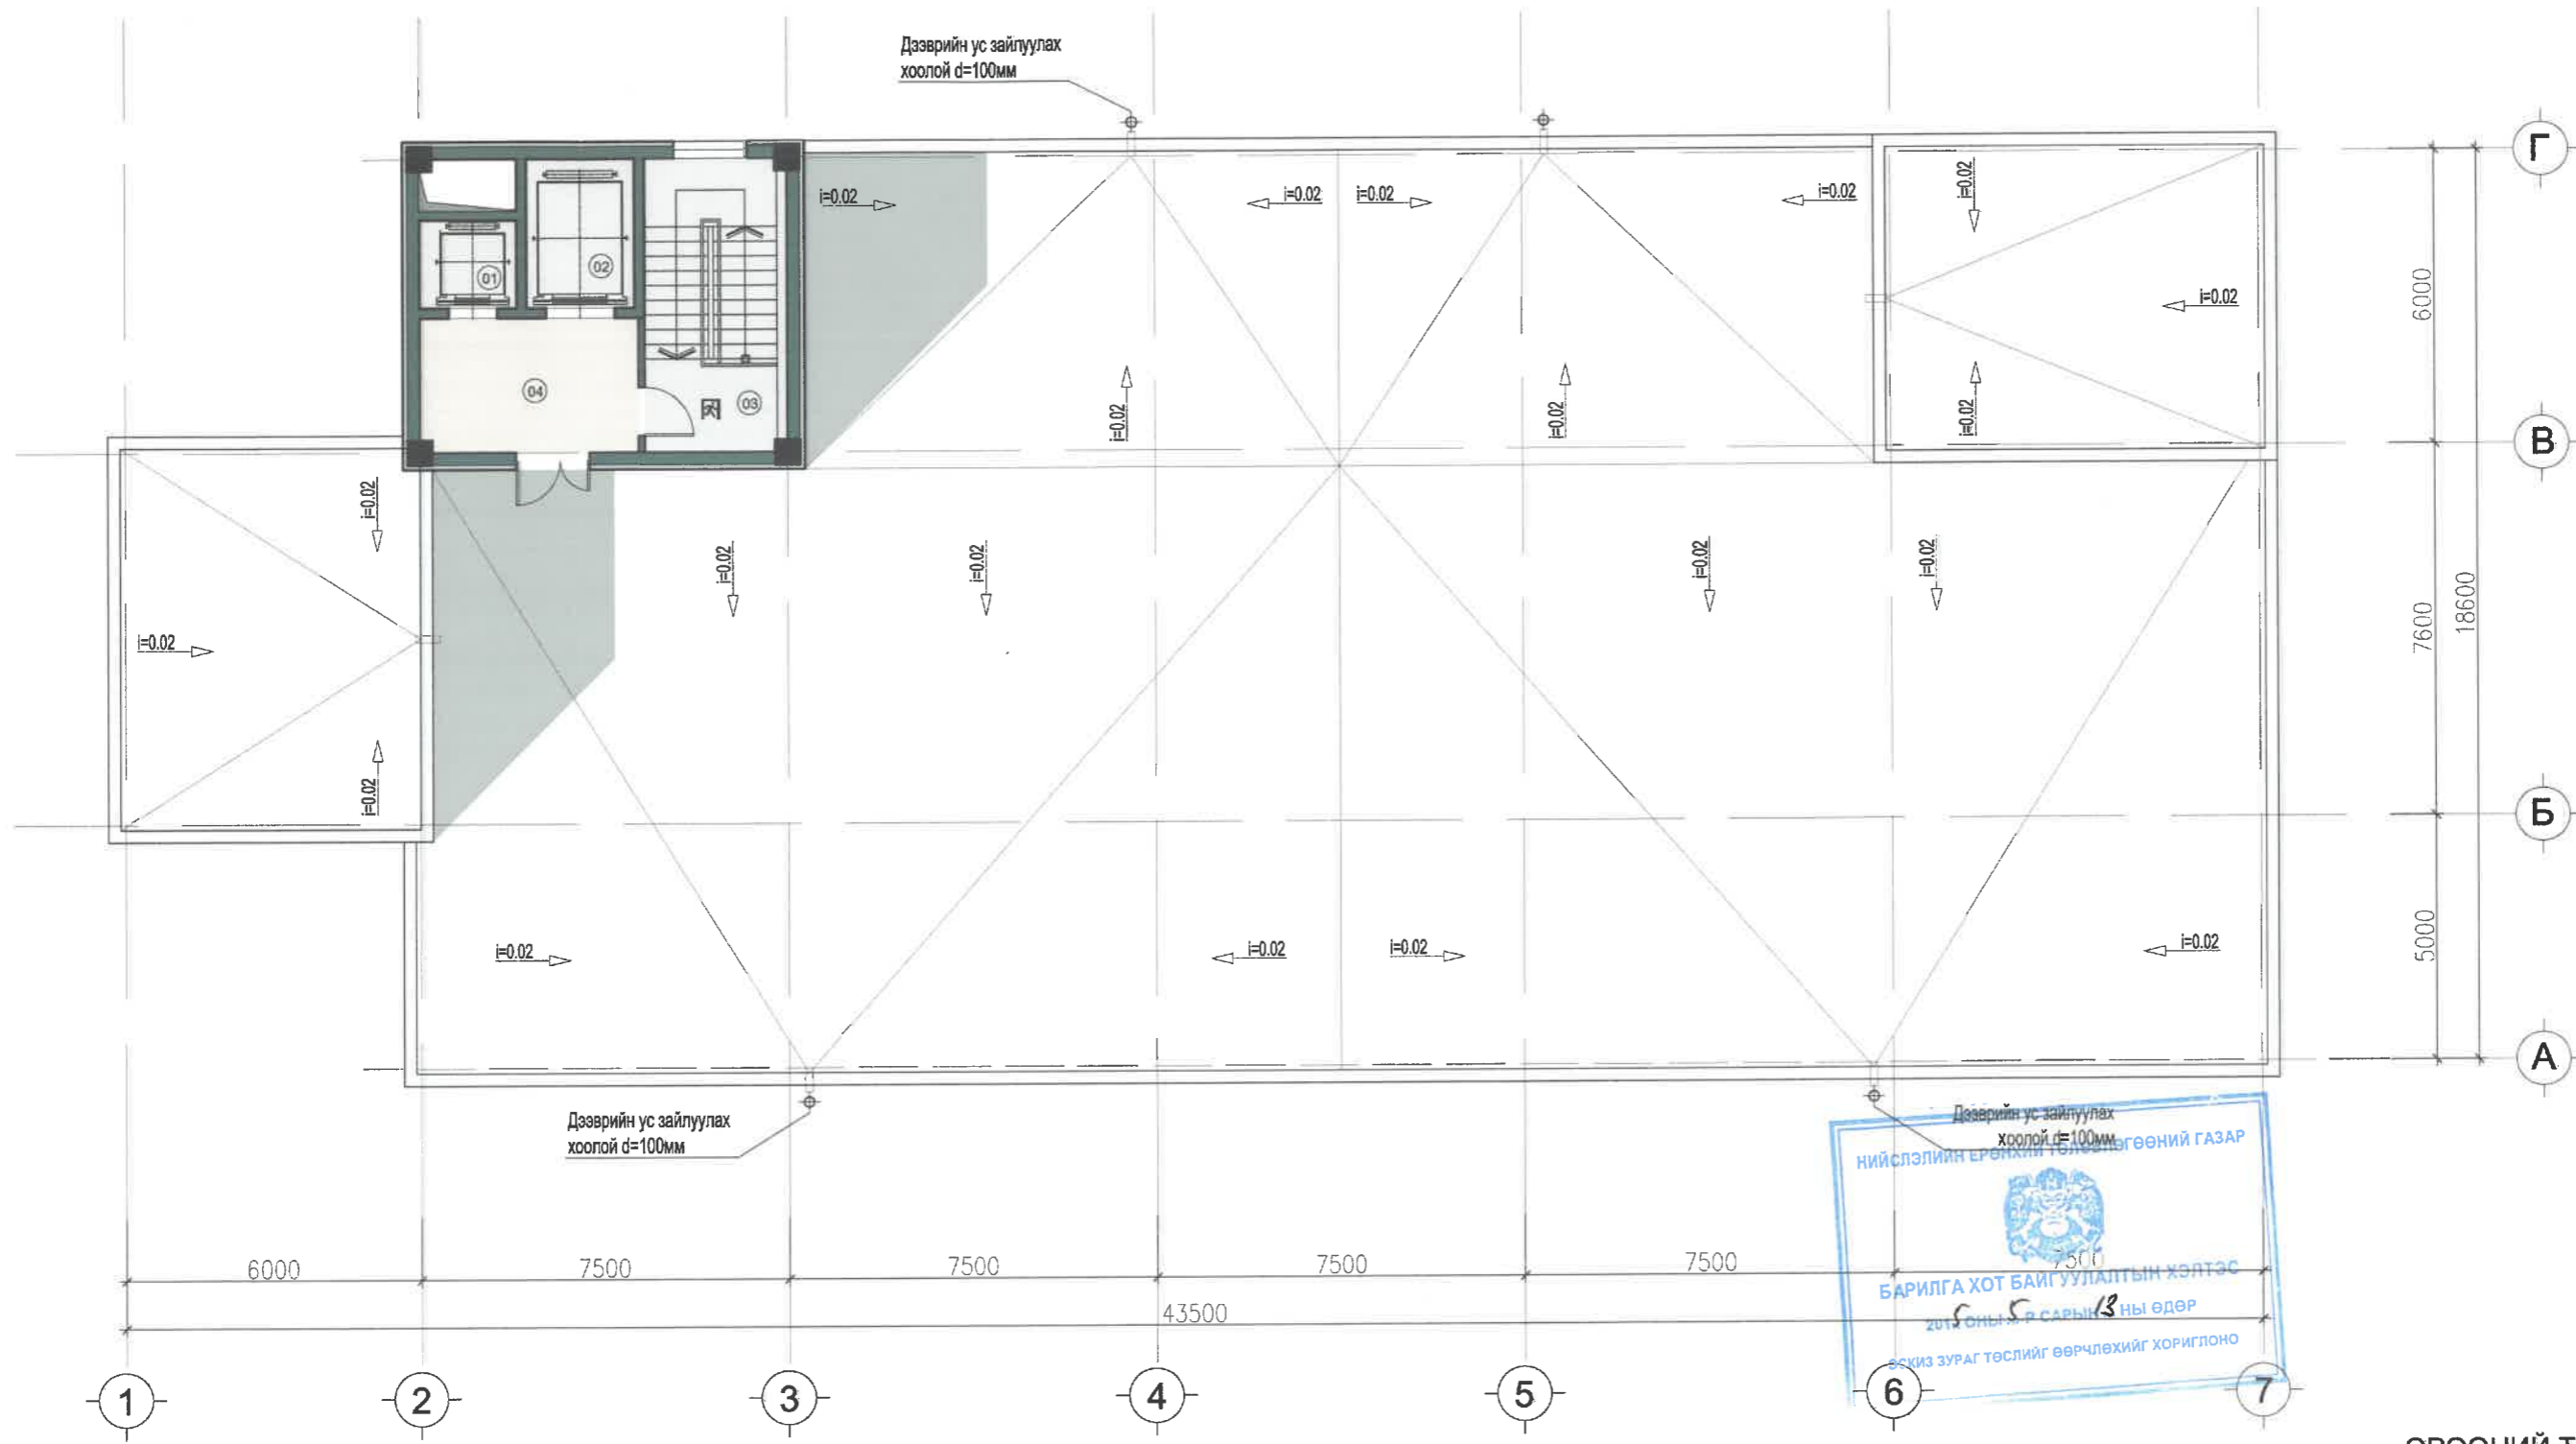 Дээврийн ус зайлуулах
хоолой d=100мм
Г
i=0.02
i=0.02
i=0.02
i=0.02
i=0.02
01
02
i=0.02
6000
04
03
i=0.02
i=0.02
i=0.02
В
i=0.02
i=0.02
i=0.02
i=0.02
i=0.02
7600
18600
i=0.02
i=0.02
Б
i=0.02
i=0.02
i=0.02
i=0.02
5000
А
Дээврийн ус зайлуулах
хоолой d=100мм
Дээврийн ус зайлуулах
хоолой d=100мм
НИЙСЛЭЛИЙН ЕРӨНХИЙ ТӨЛӨВЛӨГӨӨНИЙ ГАЗАР
6000
7500
7500
7500
7500
7500
БАРИЛГА ХОТ БАЙГУУЛАЛТЫН ХЭЛТЭС
43500
2015 ОНЫ 5 Р САРЫН 13 НЫ ӨДӨР
ЭСКИЗ ЗУРАГ ТӨСЛИЙГ ӨӨРЧЛӨХИЙГ ХОРИГЛОНО
1
2
3
4
5
6
7